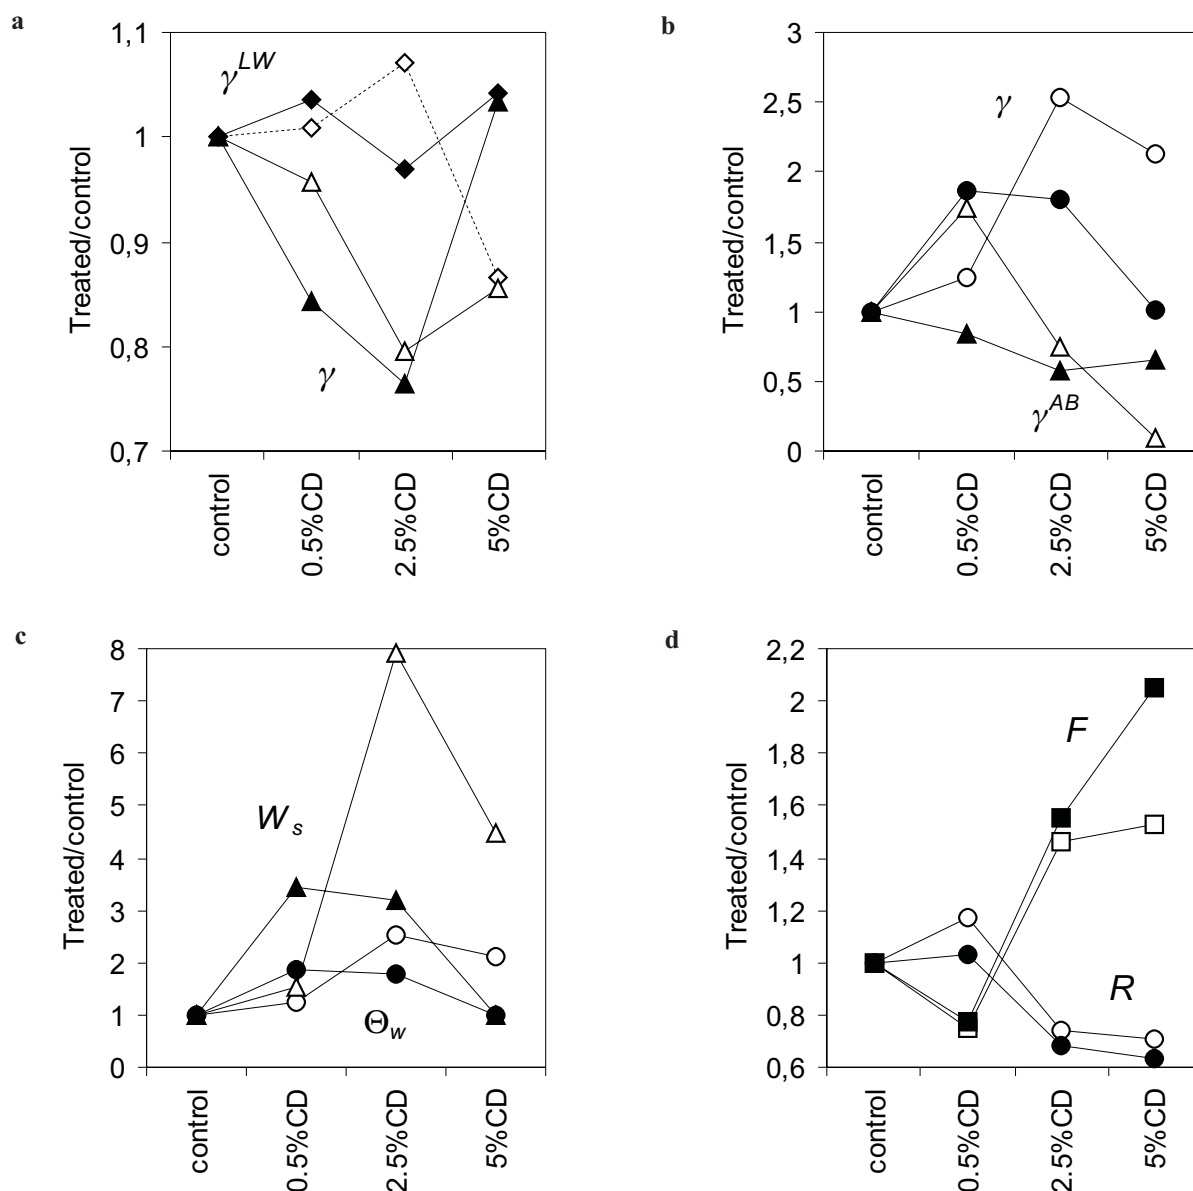 a
1,1
1
0,9
0,8
0,7
Treated/control
γ^LW
γ
control
0.5%CD
2.5%CD
5%CD
b
3
2,5
2
1,5
1
0,5
0
Treated/control
γ
γ^AB
control
0.5%CD
2.5%CD
5%CD
c
8
7
6
5
4
3
2
1
0
Treated/control
W_s
Θ_w
control
0.5%CD
2.5%CD
5%CD
d
2,2
2
1,8
1,6
1,4
1,2
1
0,8
0,6
Treated/control
F
R
control
0.5%CD
2.5%CD
5%CD